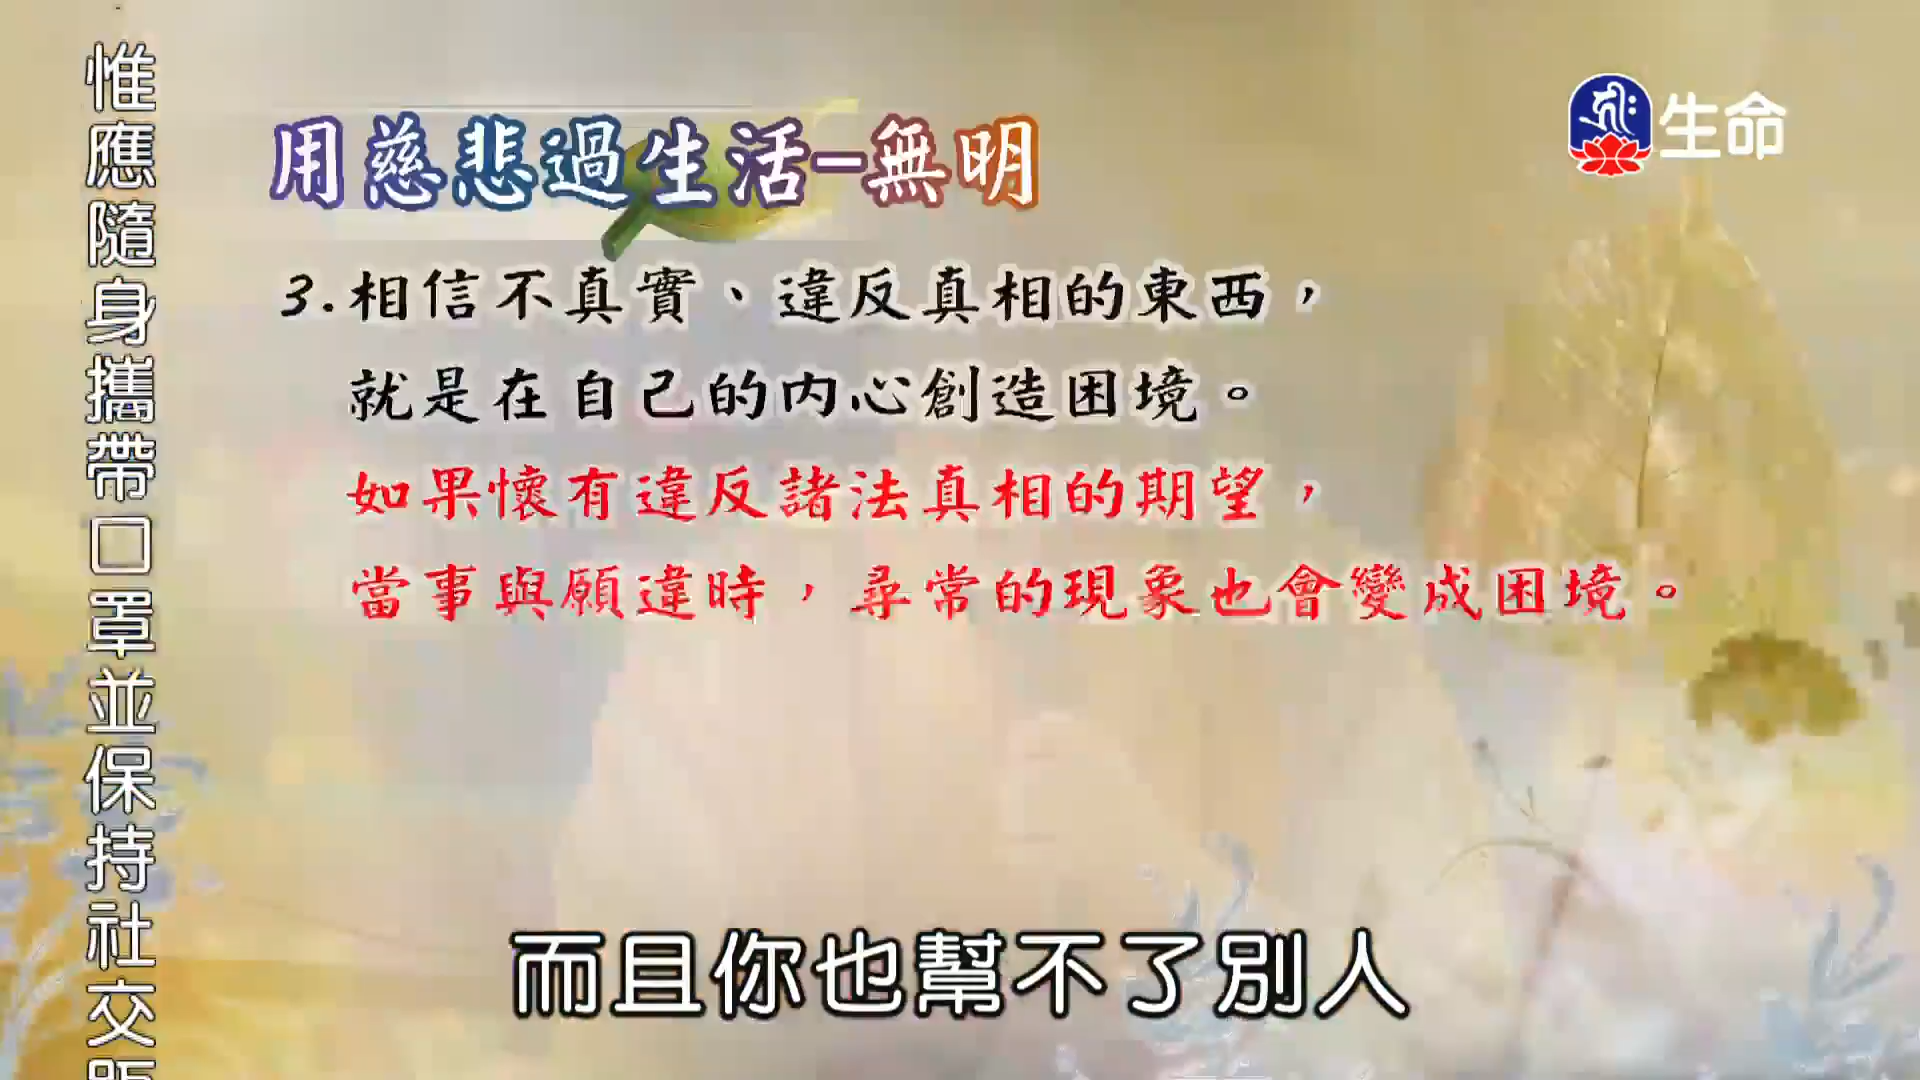 惟應隨身攜帶口罩並保持社交
用慈悲過生活-無明
生命
3.相信不真實、違反真相的東西，
就是在自己的內心創造困境。
如果懷有違反諸法真相的期望，
當事與願違時，尋常的現象也會變成困境。
而且你也幫不了別人